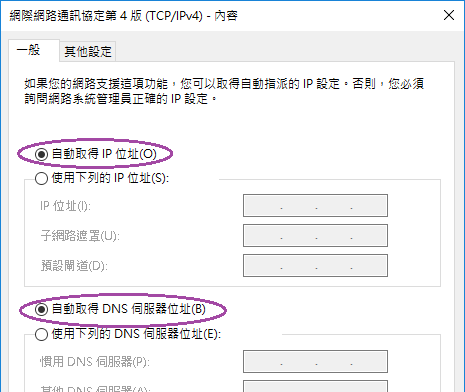 網際網路通訊協定第 4 版 (TCP/IPv4) - 內容
一般
其他設定
如果您的網路支援這項功能，您可以取得自動指派的 IP 設定。否則，您必須
詢問網路系統管理員正確的 IP 設定。
自動取得 IP 位址(O)
使用下列的 IP 位址(S):
IP 位址(I):
子網路遮罩(U):
預設閘道(D):
自動取得 DNS 伺服器位址(B)
使用下列的 DNS 伺服器位址(E):
慣用 DNS 伺服器(P):
其他 DNS 伺服器(A):